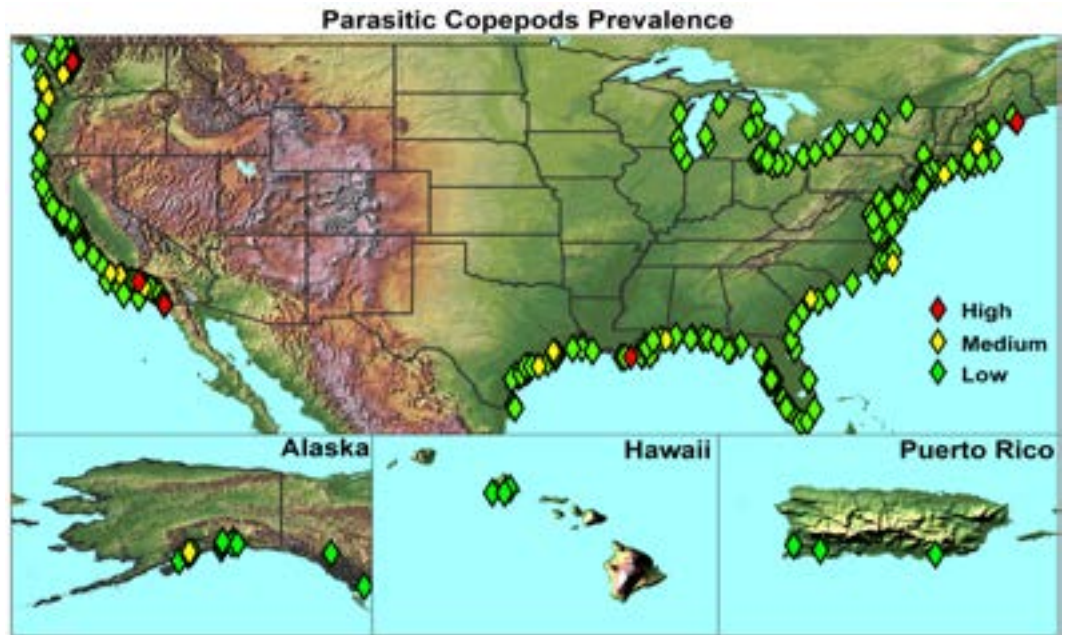 Parasitic Copepods Prevalence
High
Medium
Low
Alaska
Hawaii
Puerto Rico